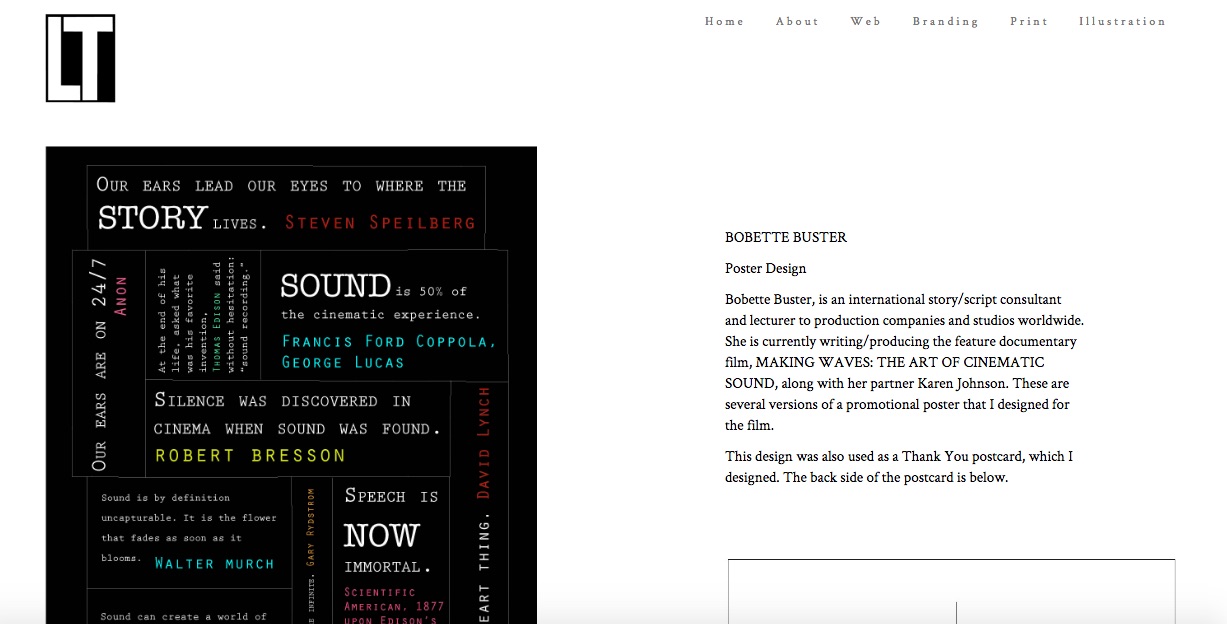 LT
Home About Web Branding Print Illustration
OUR EARS LEAD OUR EYES TO WHERE THE
STORY LIVES. STEVEN SPEILBERG
OUR EARS ARE ON 24/7
ANON
At the end of his
life, asked what
was his favorite
invention,
THOMAS EDISON said
without hesitation:
"sound recording."
SOUND is 50% of
the cinematic experience.
FRANCIS FORD COPPOLA,
GEORGE LUCAS
SILENCE WAS DISCOVERED IN
CINEMA WHEN SOUND WAS FOUND.
ROBERT BRESSON
Sound is by definition
uncapturable. It is the flower
that fades as soon as it
blooms. WALTER MURCH
INFINITE. GARY RYDSTROM
SPEECH IS
NOW
IMMORTAL.
SCIENTIFIC
AMERICAN. 1877
UPON EDISON'S
THING. DAVID LYNCH
Sound can create a world of
BOBETTE BUSTER
Poster Design
Bobette Buster, is an international story/script consultant
and lecturer to production companies and studios worldwide.
She is currently writing/producing the feature documentary
film, MAKING WAVES: THE ART OF CINEMATIC
SOUND, along with her partner Karen Johnson. These are
several versions of a promotional poster that I designed for
the film.
This design was also used as a Thank You postcard, which I
designed. The back side of the postcard is below.